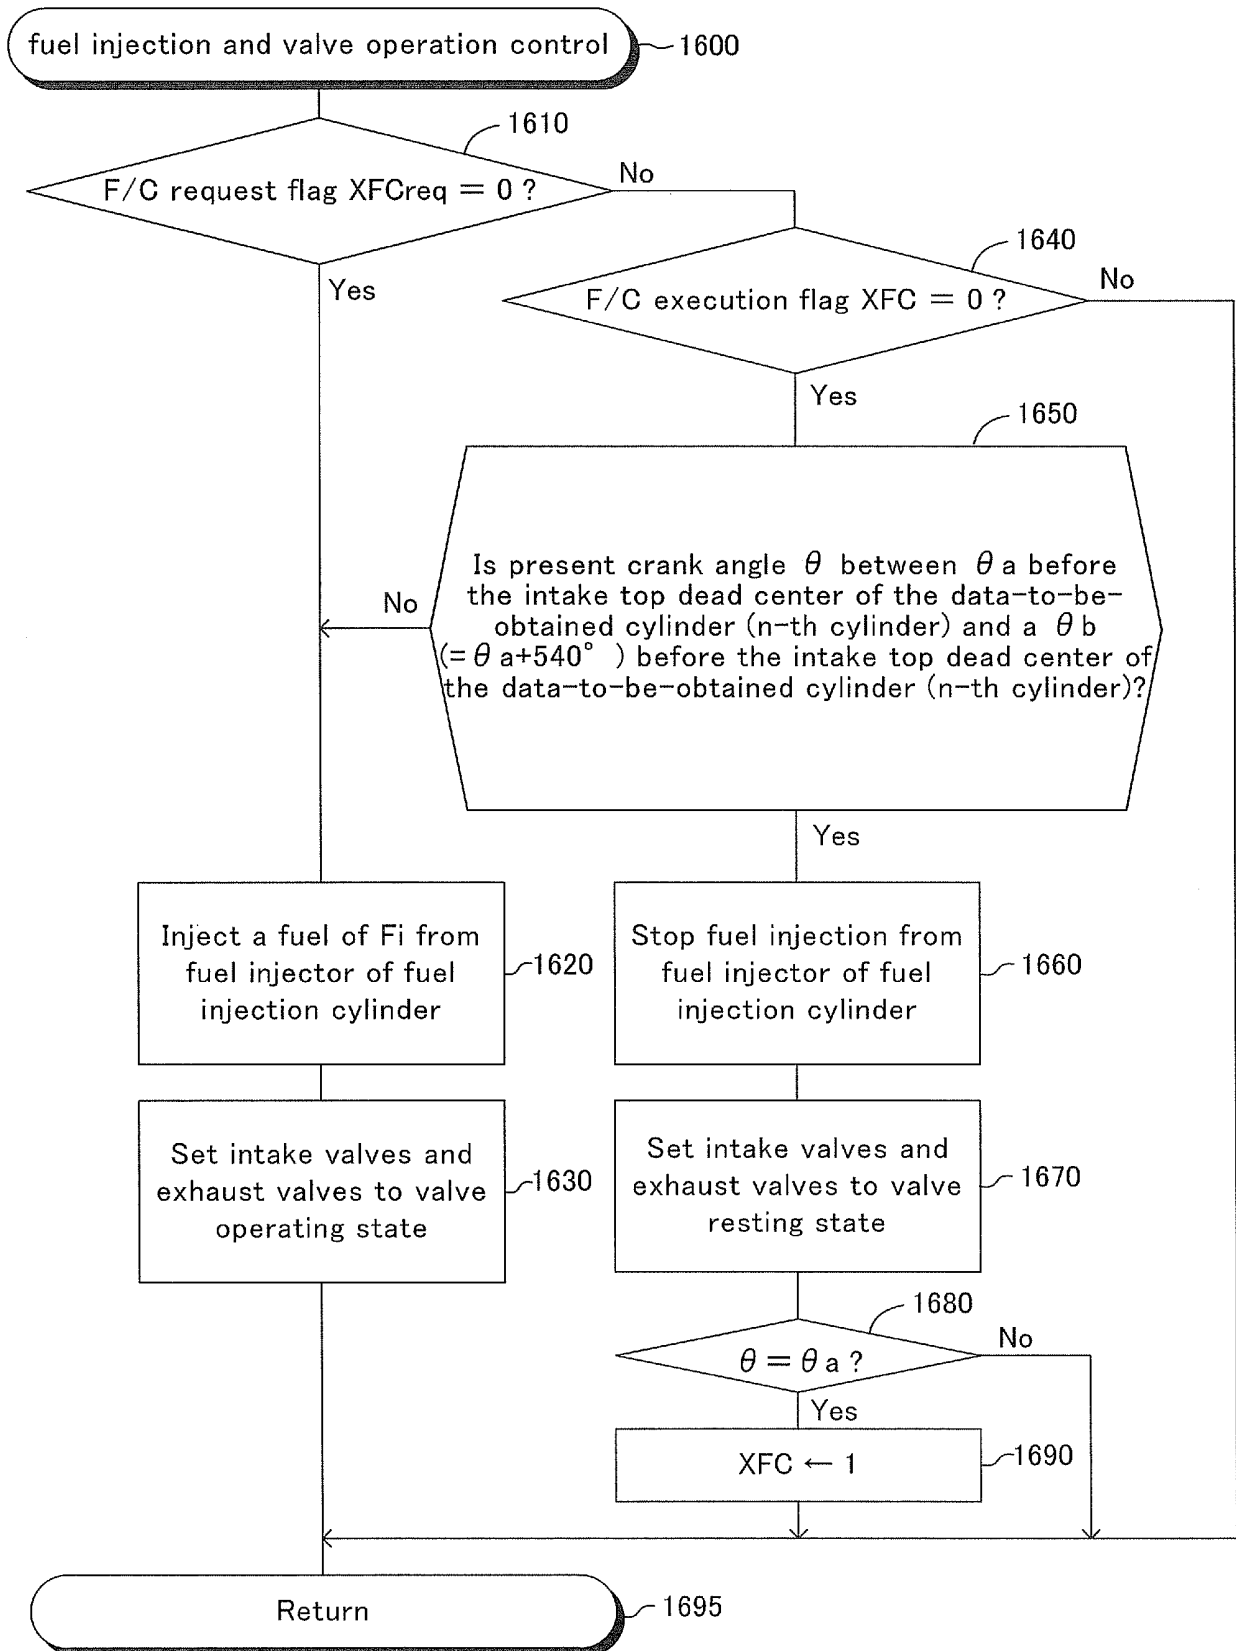 fuel injection and valve operation control
1600
1610
F/C request flag XFCreq = 0 ?
No
Yes
1640
F/C execution flag XFC = 0 ?
No
Yes
1650
Is present crank angle θ between θ a before
the intake top dead center of the data-to-be-
obtained cylinder (n-th cylinder) and a θ b
(= θ a+540° ) before the intake top dead center of
the data-to-be-obtained cylinder (n-th cylinder)?
No
Yes
Inject a fuel of Fi from
fuel injector of fuel
injection cylinder
1620
Stop fuel injection from
fuel injector of fuel
injection cylinder
1660
Set intake valves and
exhaust valves to valve
operating state
1630
Set intake valves and
exhaust valves to valve
resting state
1670
1680
θ = θ a ?
No
Yes
XFC ← 1
1690
Return
1695